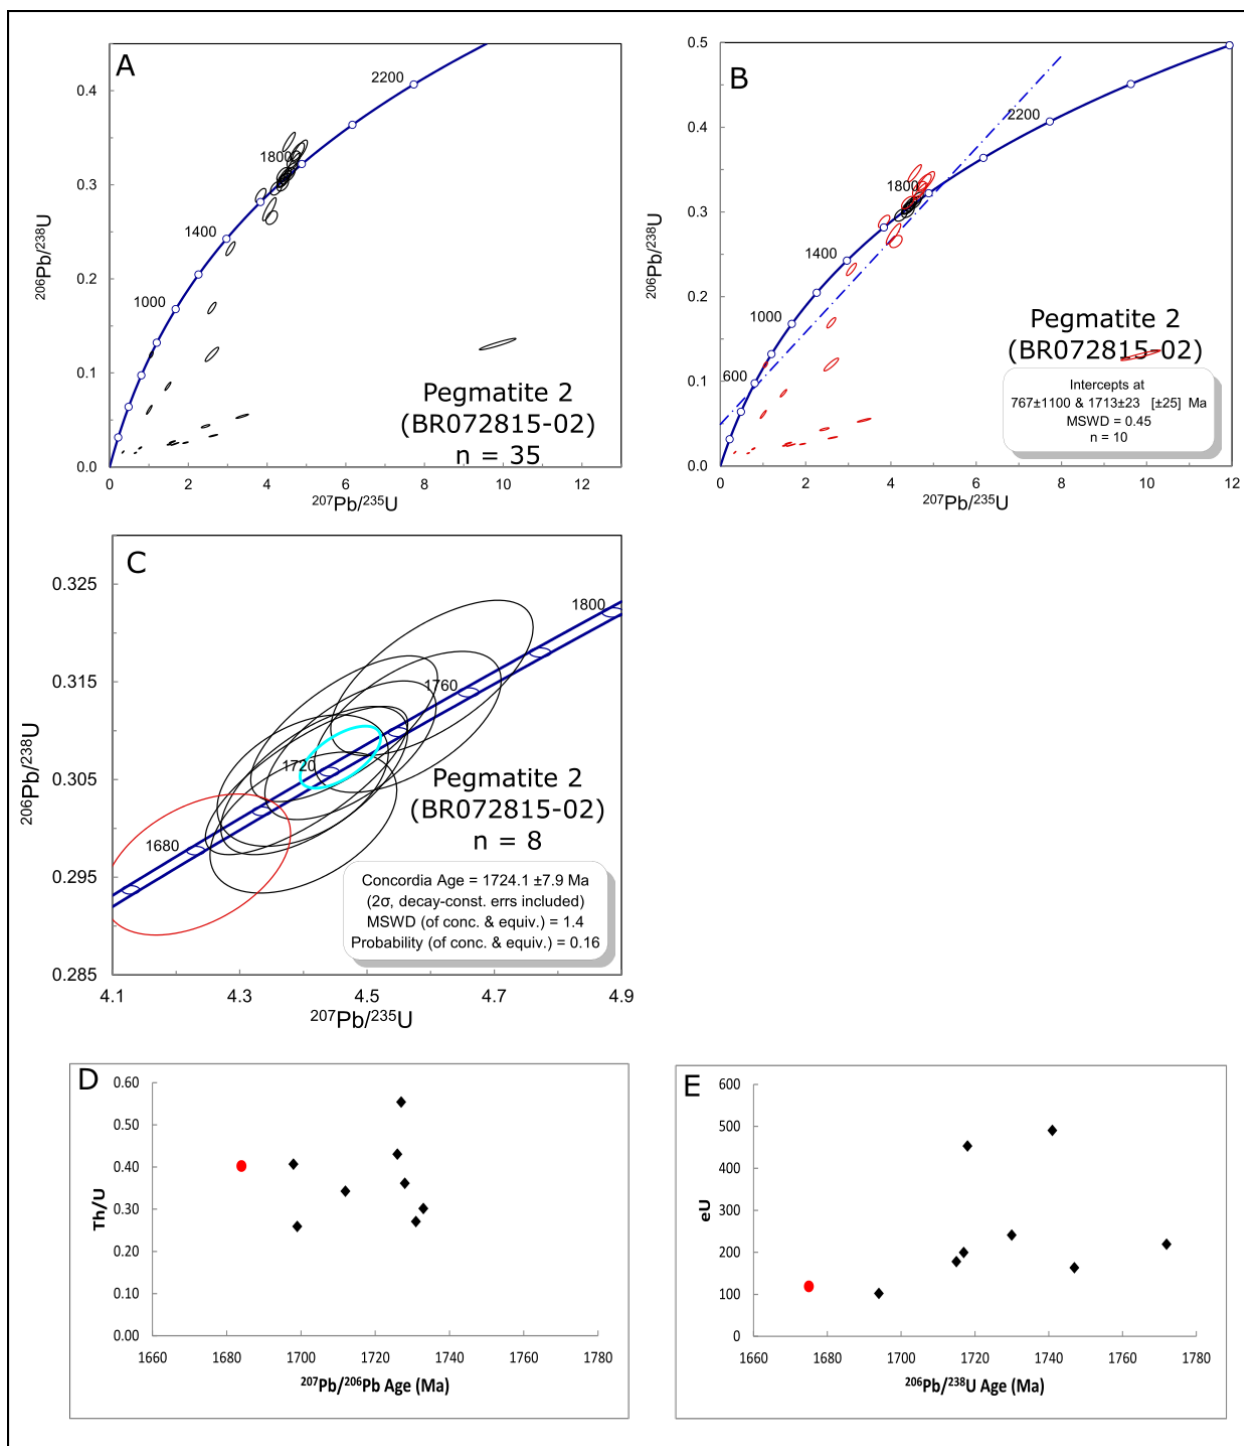 A
2200
1800
1400
1000
0.4
0.3
0.2
0.1
0.0
0 2 4 6 8 10 12
206Pb/238U
207Pb/235U
Pegmatite 2
(BR072815-02)
n = 35
B
2200
1800
1400
1000
600
0.5
0.4
0.3
0.2
0.1
0.0
0 2 4 6 8 10 12
206Pb/238U
207Pb/235U
Pegmatite 2
(BR072815-02)
Intercepts at
767±1100 & 1713±23 [±25] Ma
MSWD = 0.45
n = 10
C
1800
1760
1720
1680
0.325
0.315
0.305
0.295
0.285
4.1 4.3 4.5 4.7 4.9
206Pb/238U
207Pb/235U
Pegmatite 2
(BR072815-02)
n = 8
Concordia Age = 1724.1 ±7.9 Ma
(2σ, decay-const. errs included)
MSWD (of conc. & equiv.) = 1.4
Probability (of conc. & equiv.) = 0.16
D
0.60
0.50
0.40
0.30
0.20
0.10
0.00
1660 1680 1700 1720 1740 1760 1780
Th/U
207Pb/206Pb Age (Ma)
E
600
500
400
300
200
100
0
1660 1680 1700 1720 1740 1760 1780
eU
206Pb/238U Age (Ma)